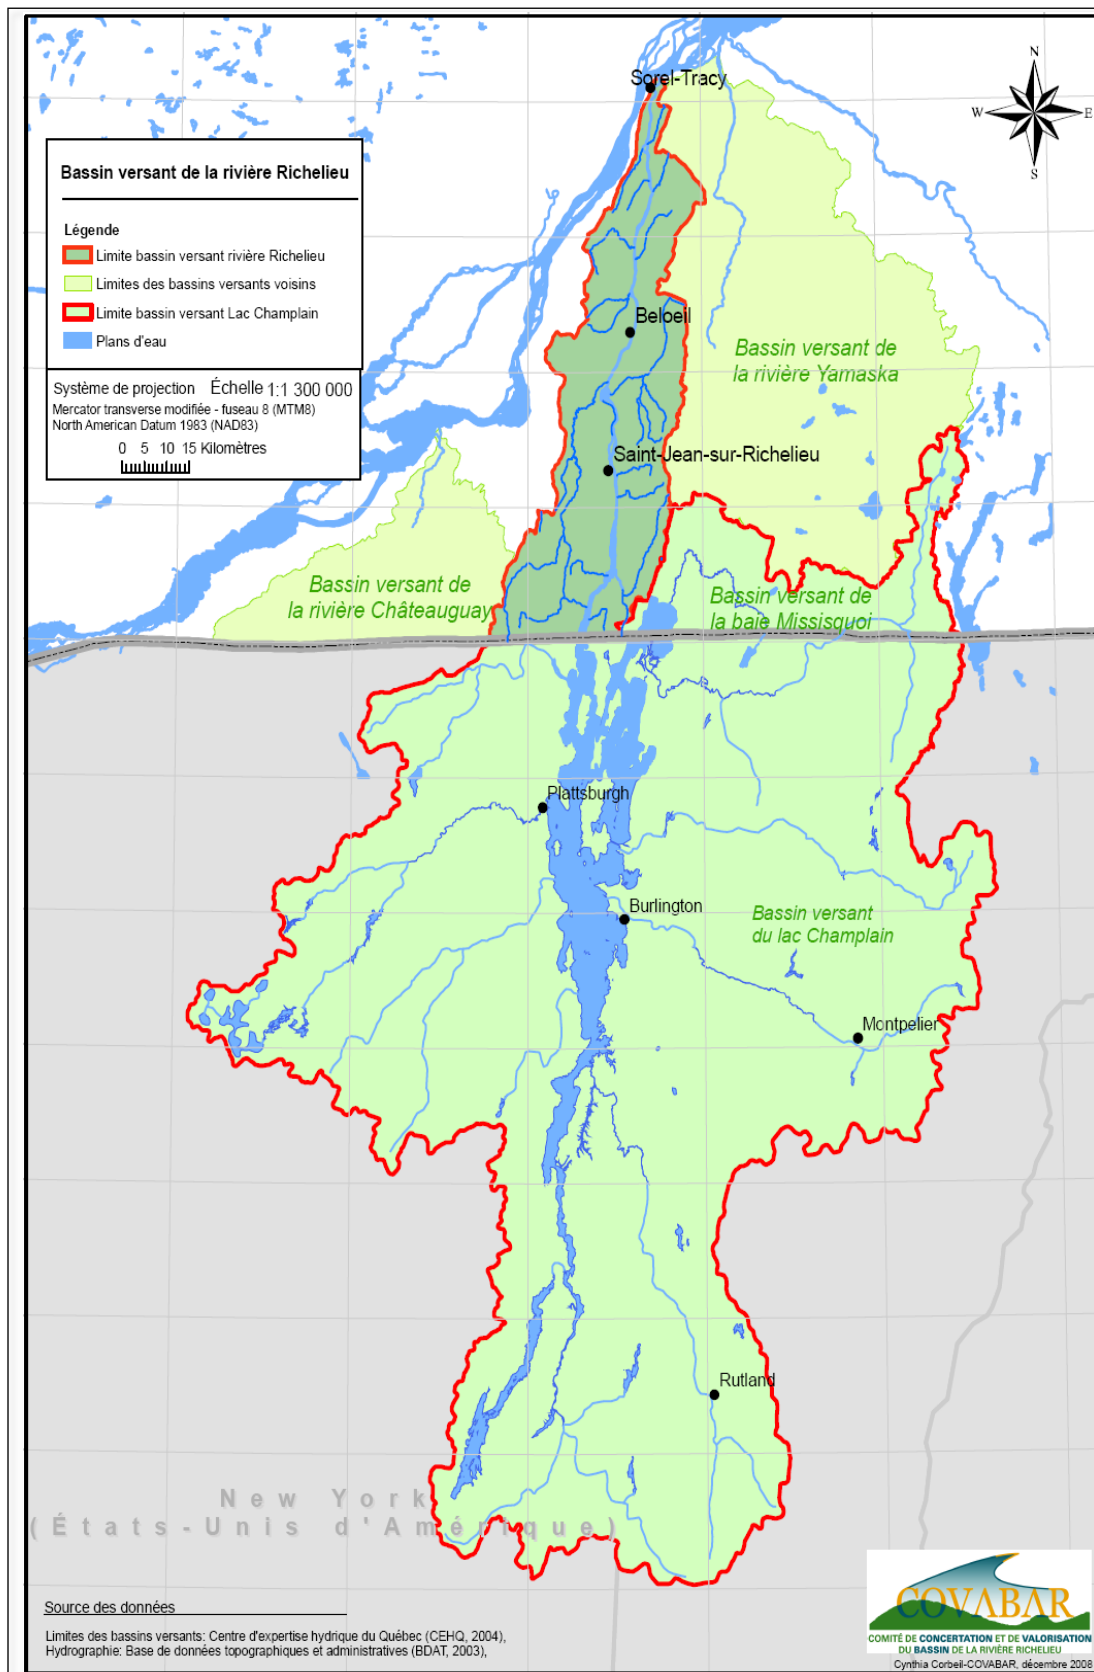 Sorel-Tracy
N
W
E
S
Bassin versant de la rivière Richelieu
Légende
Limite bassin versant rivière Richelieu
Limites des bassins versants voisins
Limite bassin versant Lac Champlain
Plans d'eau
Système de projection Échelle 1:1 300 000
Mercator transverse modifiée - fuseau 8 (MTM8)
North American Datum 1983 (NAD83)
0 5 10 15 Kilomètres
Beloeil
Bassin versant de
la rivière Yamaska
Saint-Jean-sur-Richelieu
Bassin versant de
la rivière Châteauguay
Bassin versant de
la baie Missisquoi
Plattsburgh
Burlington
Bassin versant
du lac Champlain
Montpelier
Rutland
New York
(États-Unis d'Amérique)
Source des données
Limites des bassins versants: Centre d'expertise hydrique du Québec (CEHQ, 2004),
Hydrographie: Base de données topographiques et administratives (BDAT, 2003),
COVABAR
COMITÉ DE CONCERTATION ET DE VALORISATION
DU BASSIN DE LA RIVIÈRE RICHELIEU
Cynthia Corbeil-COVABAR, décembre 2008